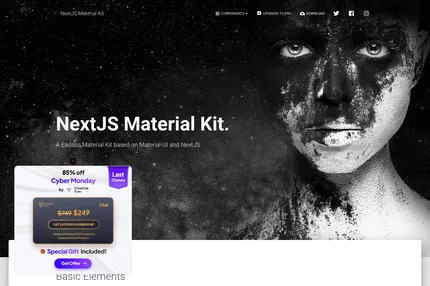 NextJS Material Kit
COMPONENTS
UPGRADE TO PRO
DOWNLOAD
NextJS Material Kit.
A Badass Material Kit based on Material-UI and NextJS
85% off
Cyber Monday
Last
Chance
by Creative
Tim
Club
$749 $249
GET LIFETIME MEMBERSHIP
Special Gift Included!
Get Offer →
Basic Elements